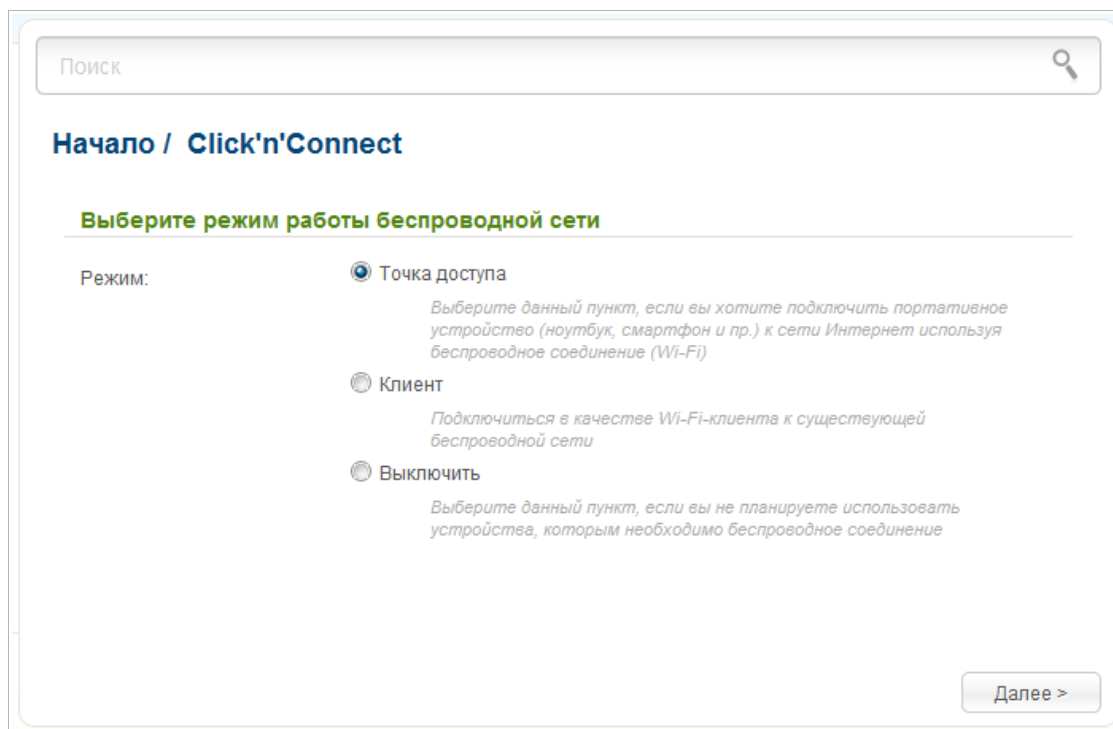 Поиск
Начало / Click'n'Connect
Выберите режим работы беспроводной сети
Режим:
Точка доступа
Выберите данный пункт, если вы хотите подключить портативное
устройство (ноутбук, смартфон и пр.) к сети Интернет используя
беспроводное соединение (Wi-Fi)
Клиент
Подключиться в качестве Wi-Fi-клиента к существующей
беспроводной сети
Выключить
Выберите данный пункт, если вы не планируете использовать
устройства, которым необходимо беспроводное соединение
Далее >